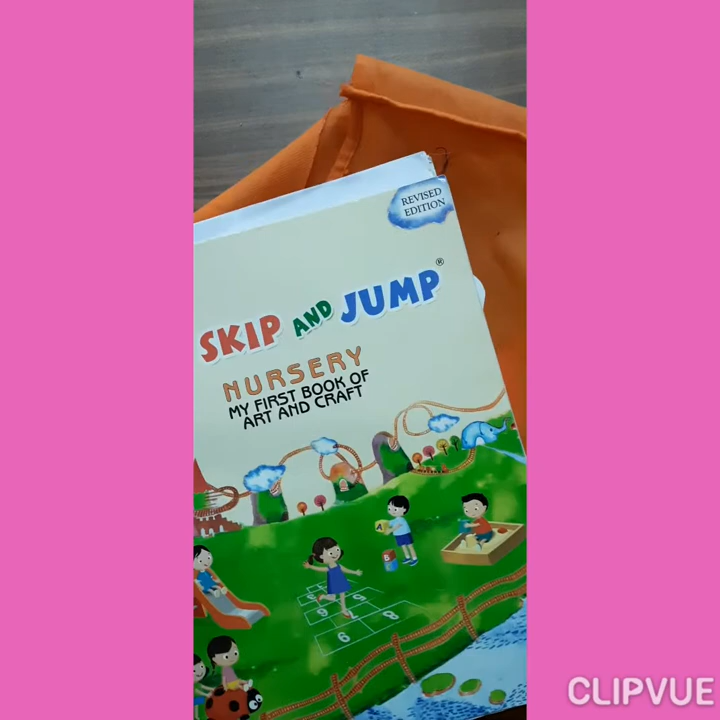 REVISED
EDITION
SKIP AND JUMP®
NURSERY
MY FIRST BOOK OF
ART AND CRAFT
CLIPVUE